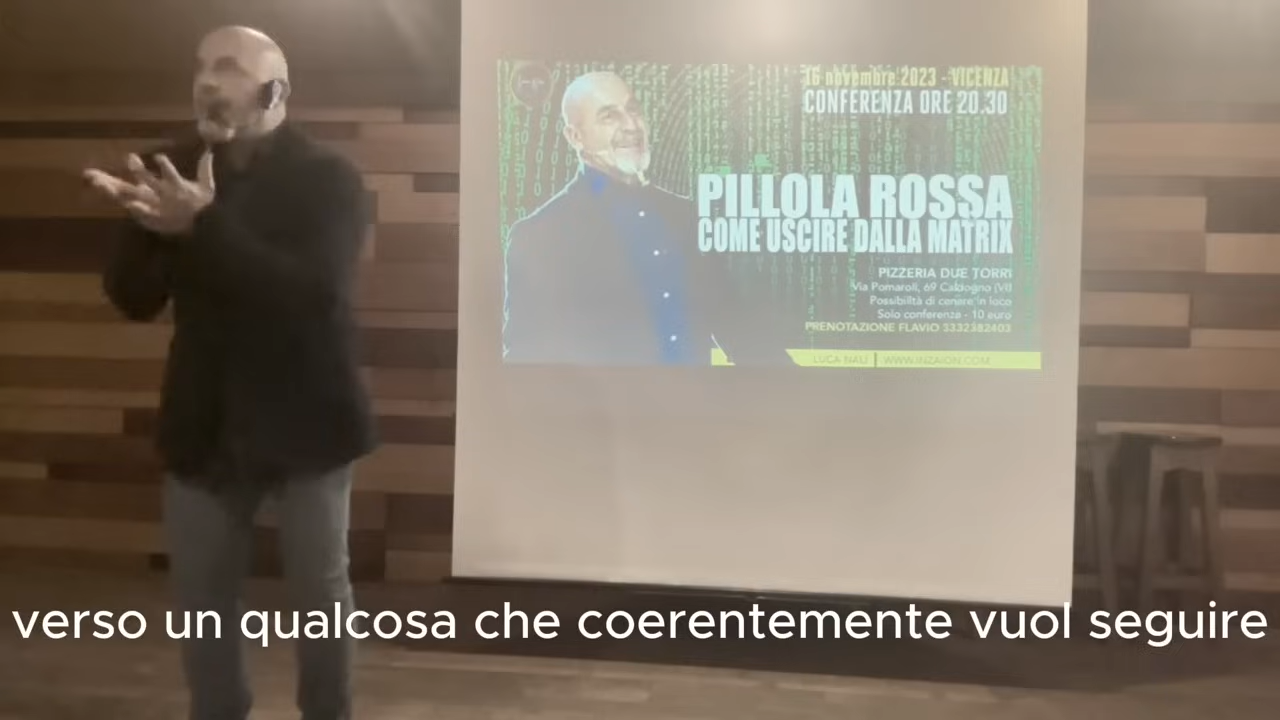 16 novembre 2023 - VICENZA
CONFERENZA ORE 20.30
PILLOLA ROSSA
COME USCIRE DALLA MATRIX
PIZZERIA DUE TORRI
Via Pomaroli, 69 Caldogno (VI)
Possibilità di cenare in loco
Solo conferenza - 10 euro
PRENOTAZIONE FLAVIO 3332382403
LUCA NALI | WWW.INZAION.COM
verso un qualcosa che coerentemente vuol seguire